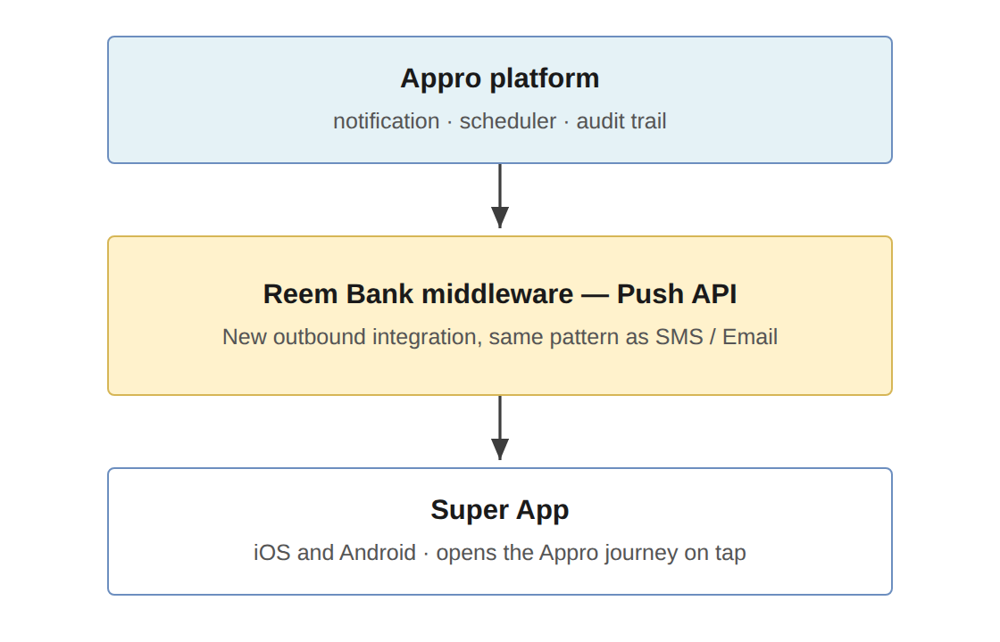 Appro platform
notification · scheduler · audit trail
Reem Bank middleware — Push API
New outbound integration, same pattern as SMS / Email
Super App
iOS and Android · opens the Appro journey on tap